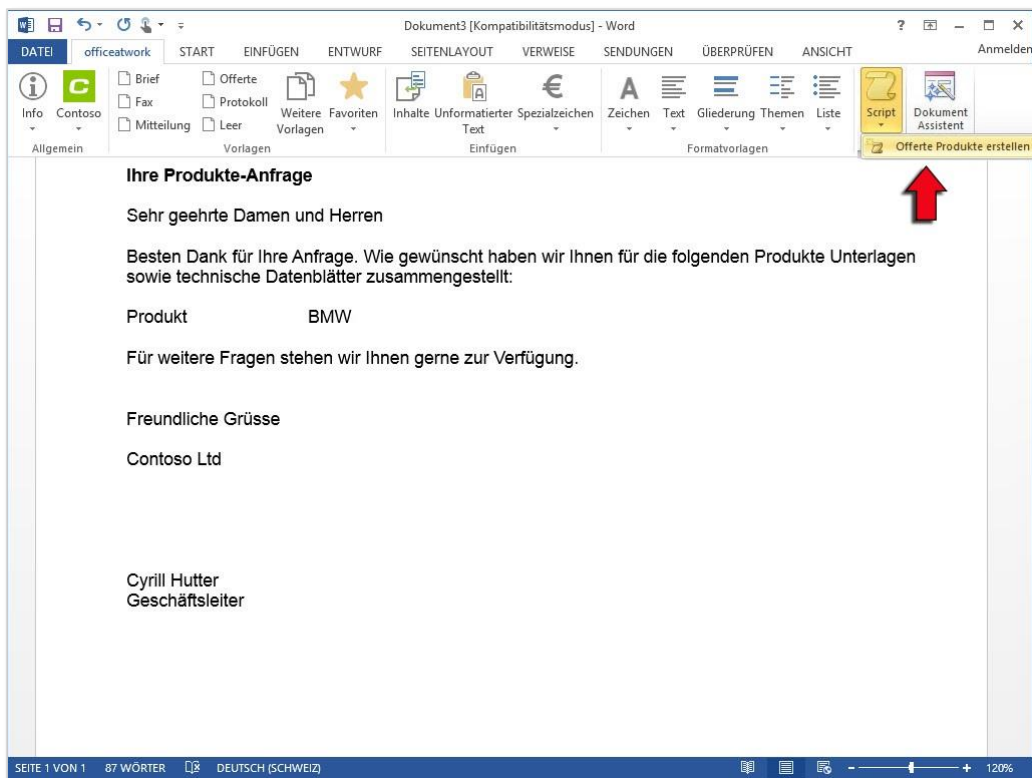 Dokument3 [Kompatibilitätsmodus] - Word
DATEI officeatwork START EINFÜGEN ENTWURF SEITENLAYOUT VERWEISE SENDUNGEN ÜBERPRÜFEN ANSICHT Anmelden
Info
Contoso
Brief
Fax
Mitteilung
Offerte
Protokoll
Leer
Weitere Vorlagen
Favoriten
Inhalte
Unformatierter Text
Spezialzeichen
Zeichen
Text
Gliederung
Themen
Liste
Script
Dokument Assistent
Allgemein Vorlagen Einfügen Formatvorlagen
Offerte Produkte erstellen
Ihre Produkte-Anfrage
Sehr geehrte Damen und Herren
Besten Dank für Ihre Anfrage. Wie gewünscht haben wir Ihnen für die folgenden Produkte Unterlagen
sowie technische Datenblätter zusammengestellt:
Produkt BMW
Für weitere Fragen stehen wir Ihnen gerne zur Verfügung.
Freundliche Grüsse
Contoso Ltd
Cyrill Hutter
Geschäftsleiter
SEITE 1 VON 1 87 WÖRTER DEUTSCH (SCHWEIZ) 120%